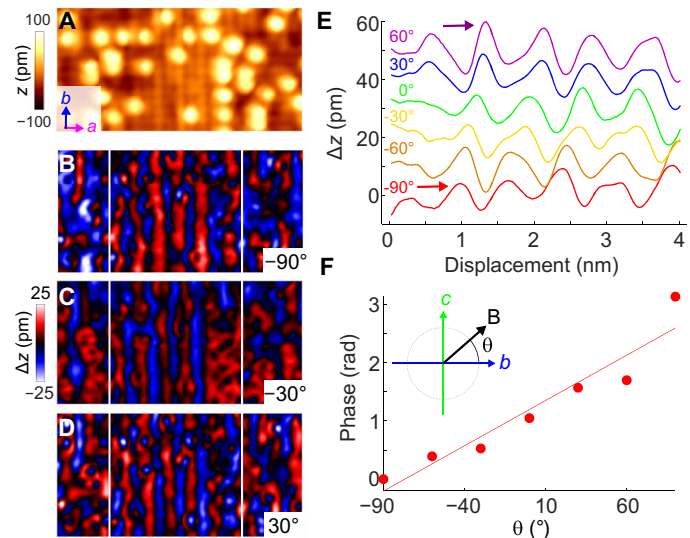 A
z (pm)
100
−100
b
a
B
−90°
C
Δz (pm)
25
−25
−30°
D
30°
E
Δz (pm)
60
40
20
0
60°
30°
0°
-30°
-60°
-90°
0
1
2
3
4
Displacement (nm)
F
Phase (rad)
3
2
1
0
c
B
θ
b
−90
−40
10
60
θ (°)